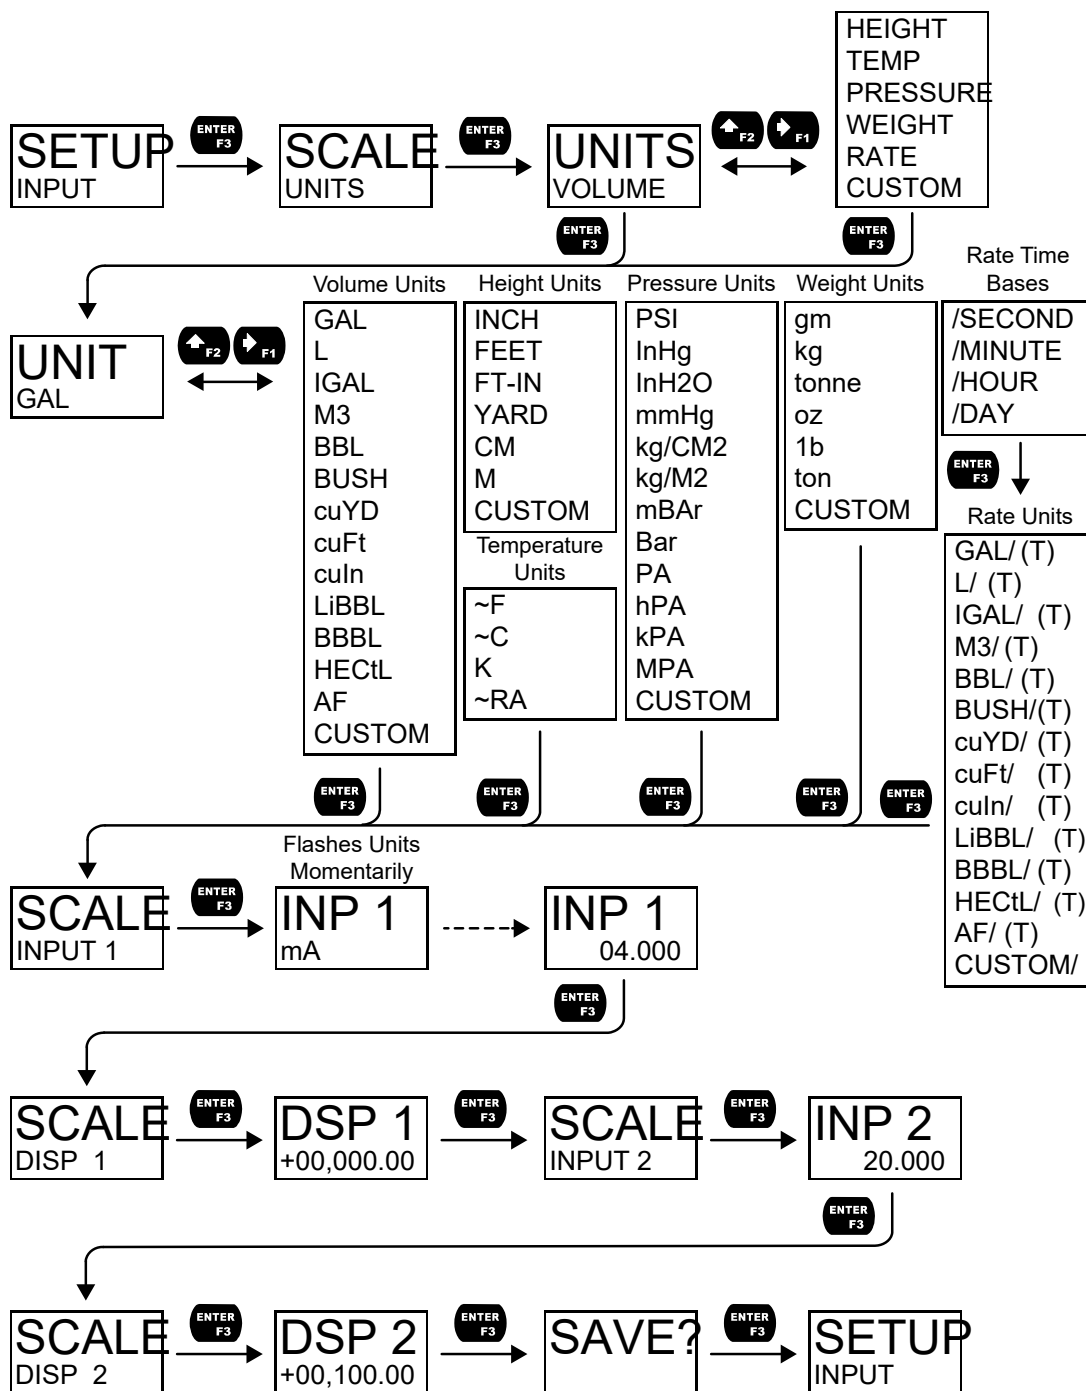 HEIGHT
TEMP
PRESSURE
WEIGHT
RATE
CUSTOM
SETUP
INPUT
ENTER
F3
SCALE
UNITS
ENTER
F3
UNITS
VOLUME
F2
F1
ENTER
F3
ENTER
F3
UNIT
GAL
F2
F1
Volume Units
GAL
L
IGAL
M3
BBL
BUSH
cuYD
cuFt
cuIn
LiBBL
BBBL
HECtL
AF
CUSTOM
Height Units
INCH
FEET
FT-IN
YARD
CM
M
CUSTOM
Temperature
Units
~F
~C
K
~RA
Pressure Units
PSI
InHg
InH2O
mmHg
kg/CM2
kg/M2
mBAr
Bar
PA
hPA
kPA
MPA
CUSTOM
Weight Units
gm
kg
tonne
oz
1b
ton
CUSTOM
Rate Time
Bases
/SECOND
/MINUTE
/HOUR
/DAY
ENTER
F3
Rate Units
GAL/ (T)
L/ (T)
IGAL/ (T)
M3/ (T)
BBL/ (T)
BUSH/(T)
cuYD/ (T)
cuFt/ (T)
cuIn/ (T)
LiBBL/ (T)
BBBL/ (T)
HECtL/ (T)
AF/ (T)
CUSTOM/
ENTER
F3
ENTER
F3
ENTER
F3
ENTER
F3
ENTER
F3
SCALE
INPUT 1
ENTER
F3
Flashes Units
Momentarily
INP 1
mA
INP 1
04.000
ENTER
F3
SCALE
DISP 1
ENTER
F3
DSP 1
+00,000.00
ENTER
F3
SCALE
INPUT 2
ENTER
F3
INP 2
20.000
ENTER
F3
SCALE
DISP 2
ENTER
F3
DSP 2
+00,100.00
ENTER
F3
SAVE?
ENTER
F3
SETUP
INPUT